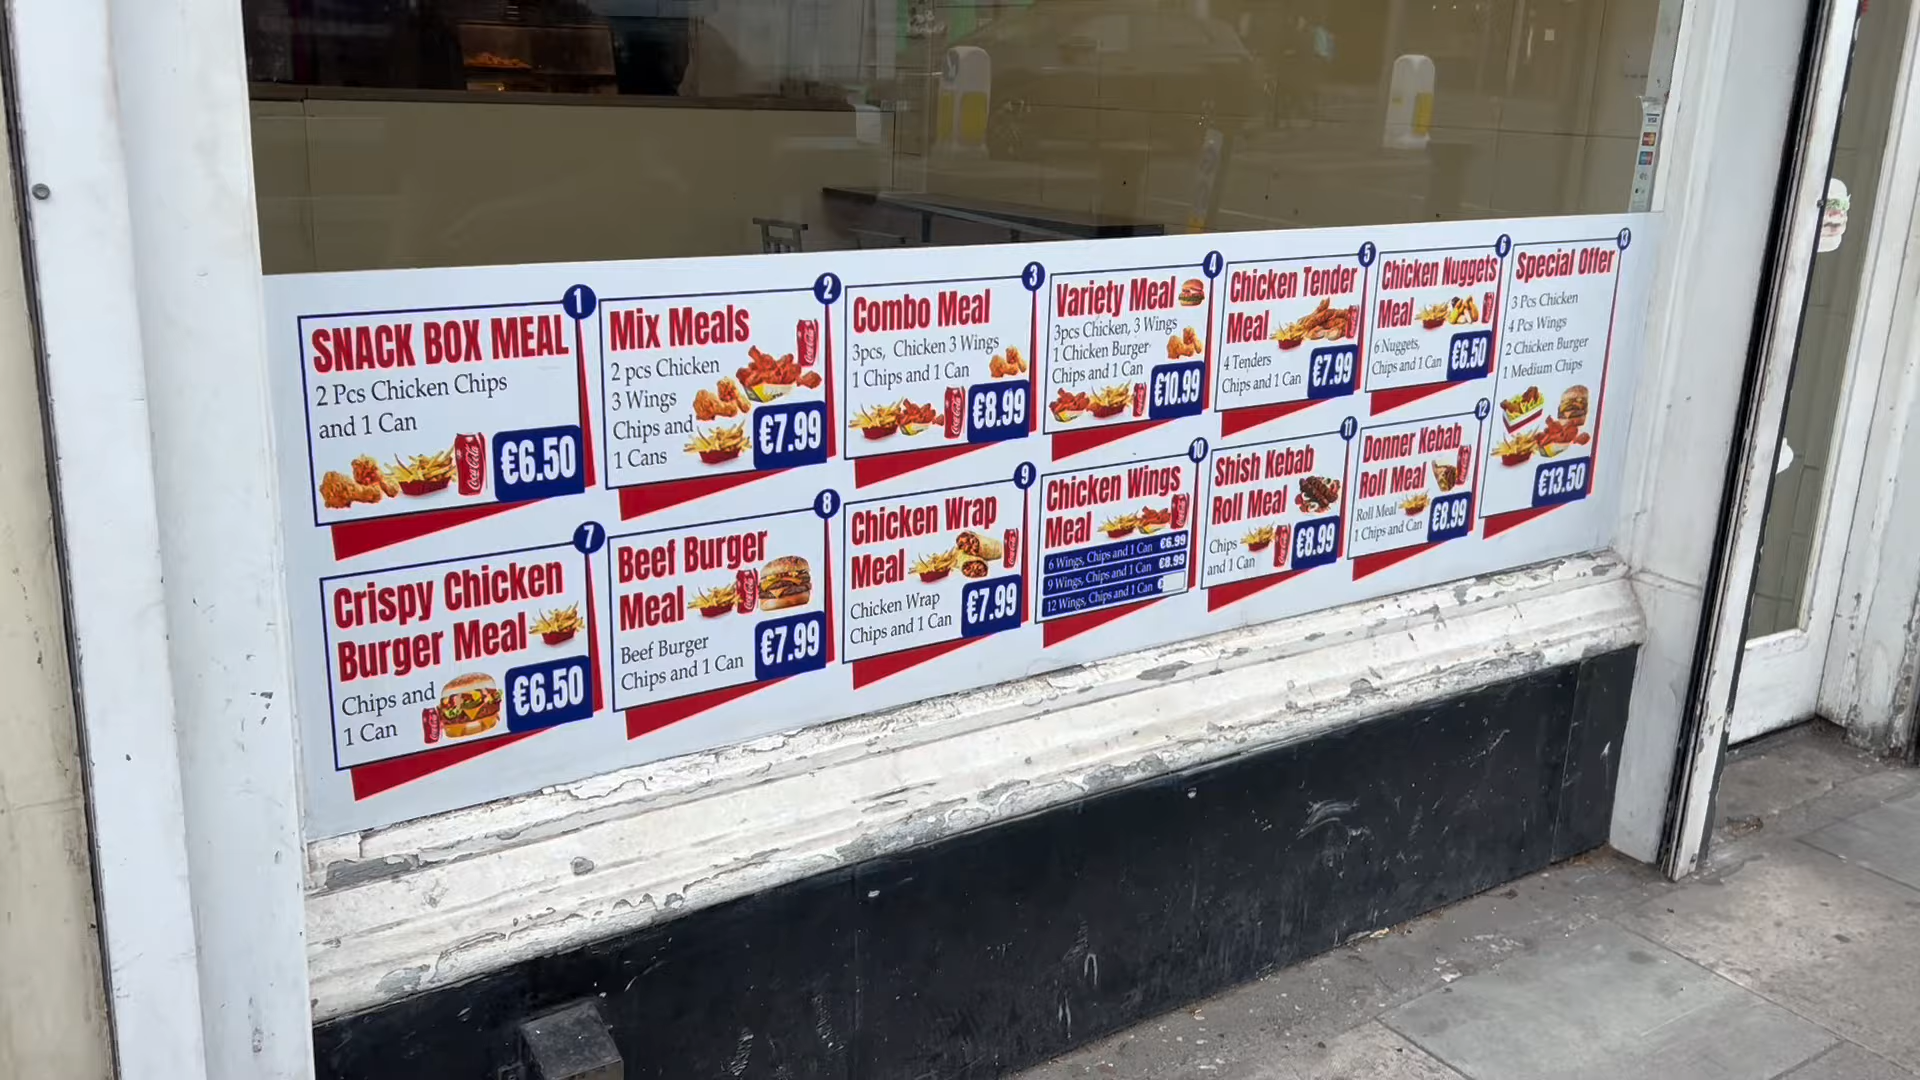 1
SNACK BOX MEAL
2 Pcs Chicken Chips
and 1 Can
€6.50
2
Mix Meals
2 pcs Chicken
3 Wings
Chips and
1 Cans
€7.99
3
Combo Meal
3pcs, Chicken 3 Wings
1 Chips and 1 Can
€8.99
4
Variety Meal
3pcs Chicken, 3 Wings
1 Chicken Burger
Chips and 1 Can
€10.99
5
Chicken Tender
Meal
4 Tenders
Chips and 1 Can
€7.99
6
Chicken Nuggets
Meal
6 Nuggets,
Chips and 1 Can
€6.50
13
Special Offer
3 Pcs Chicken
4 Pcs Wings
2 Chicken Burger
1 Medium Chips
€13.50
7
Crispy Chicken
Burger Meal
Chips and
1 Can
€6.50
8
Beef Burger
Meal
Beef Burger
Chips and 1 Can
€7.99
9
Chicken Wrap
Meal
Chicken Wrap
Chips and 1 Can
€7.99
10
Chicken Wings
Meal
6 Wings, Chips and 1 Can €6.99
9 Wings, Chips and 1 Can €8.99
12 Wings, Chips and 1 Can €
11
Shish Kebab
Roll Meal
Chips
and 1 Can
€8.99
12
Donner Kebab
Roll Meal
Roll Meal
1 Chips and Can
€8.99
Coca-Cola
VISA